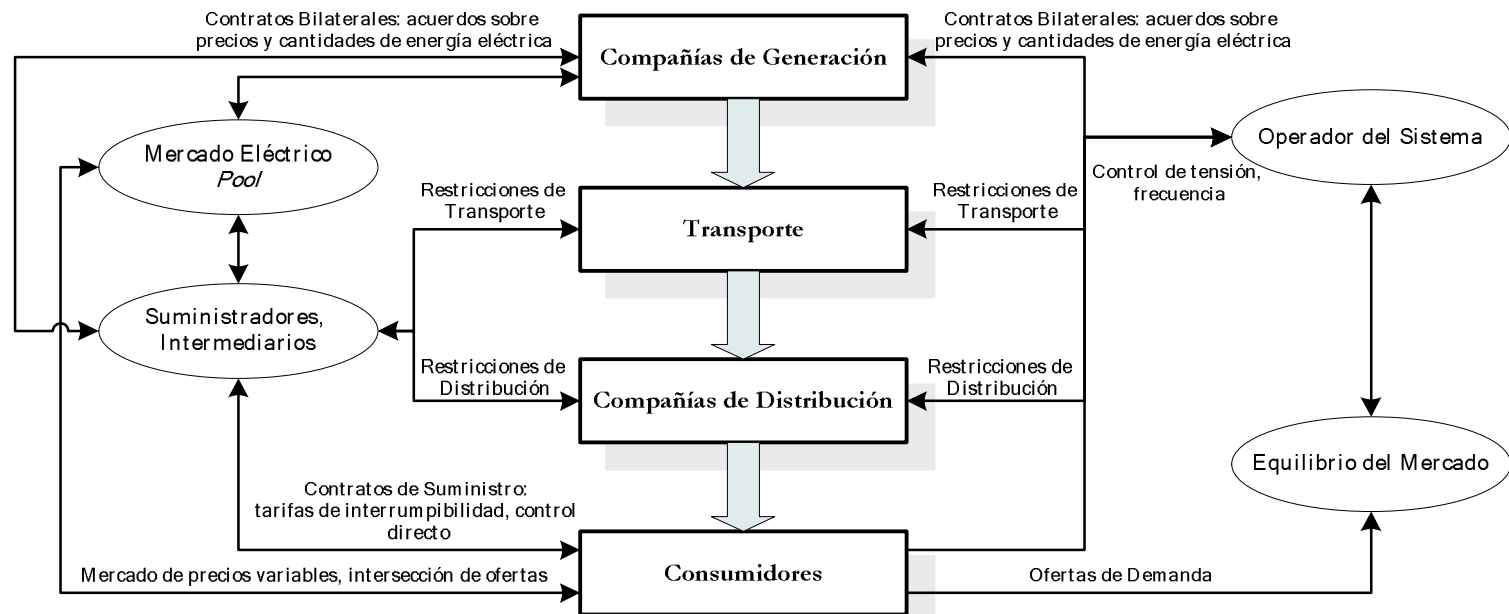 Contratos Bilaterales: acuerdos sobre
precios y cantidades de energía eléctrica
Compañías de Generación
Contratos Bilaterales: acuerdos sobre
precios y cantidades de energía eléctrica
Mercado Eléctrico
Pool
Operador del Sistema
Control de tensión,
frecuencia
Restricciones de
Transporte
Transporte
Restricciones de
Transporte
Suministradores,
Intermediarios
Restricciones de
Distribución
Compañías de Distribución
Restricciones de
Distribución
Equilibrio del Mercado
Contratos de Suministro:
tarifas de interrumpibilidad, control
directo
Mercado de precios variables, intersección de ofertas
Consumidores
Ofertas de Demanda